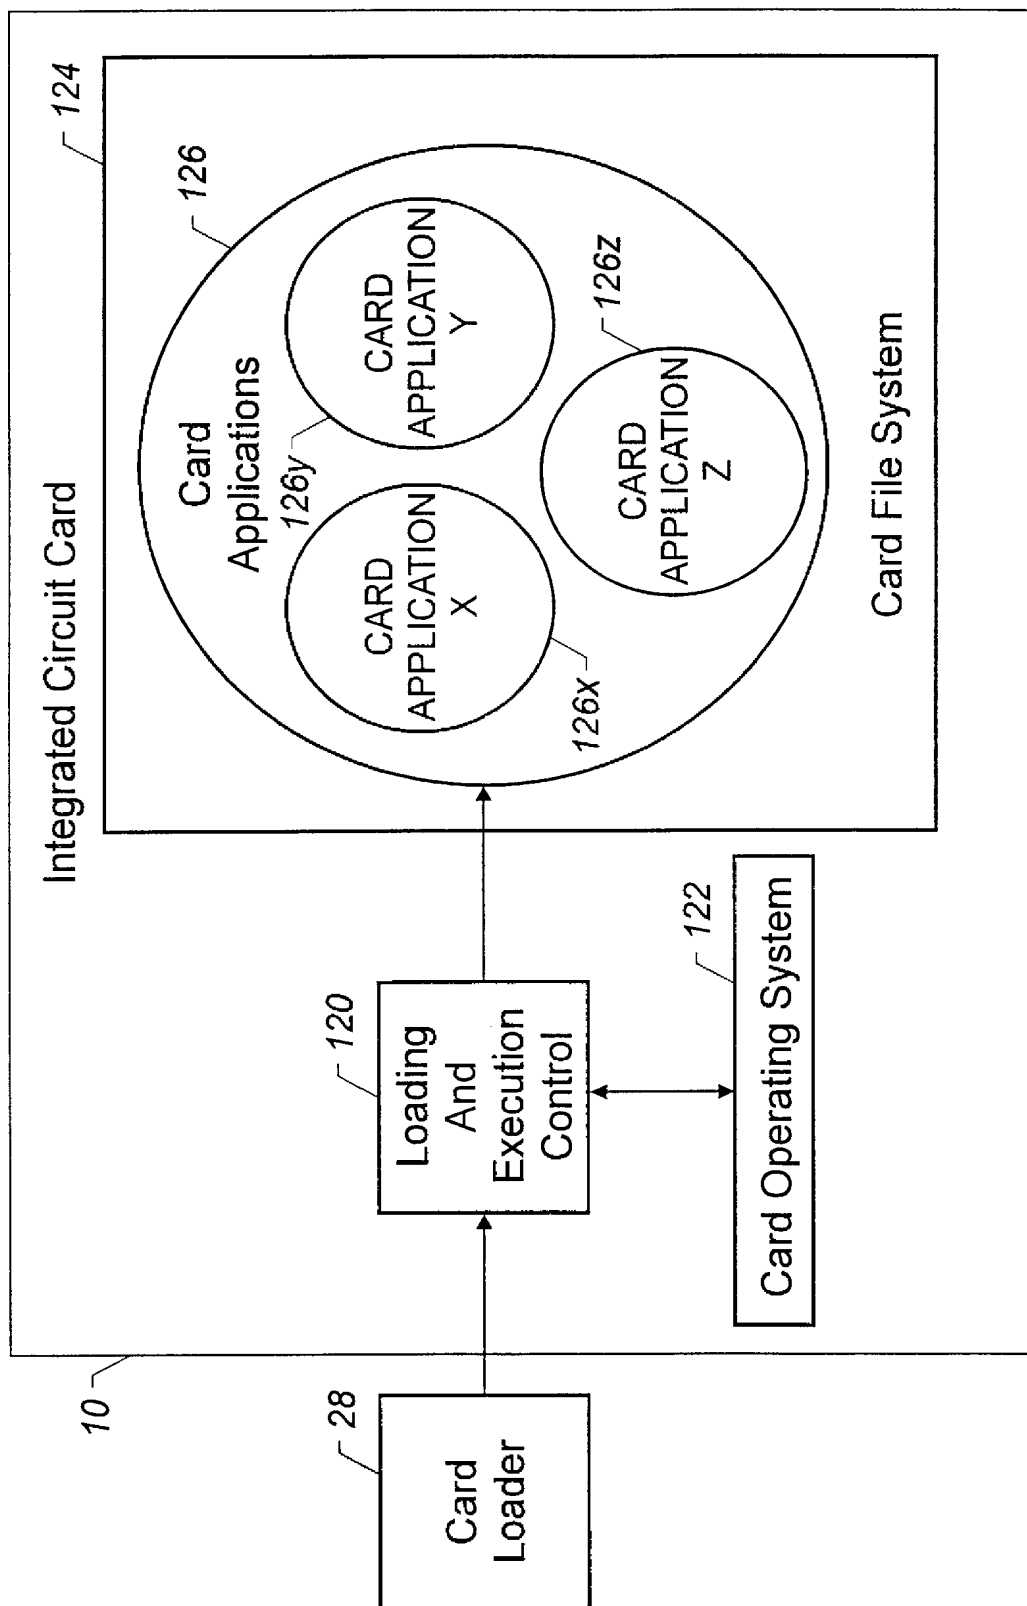 Integrated Circuit Card
10
124
126
Card
Applications
126y
CARD
APPLICATION
X
126x
CARD
APPLICATION
Y
CARD
APPLICATION
Z
126z
Card File System
28
Card
Loader
120
Loading
And
Execution
Control
122
Card Operating System